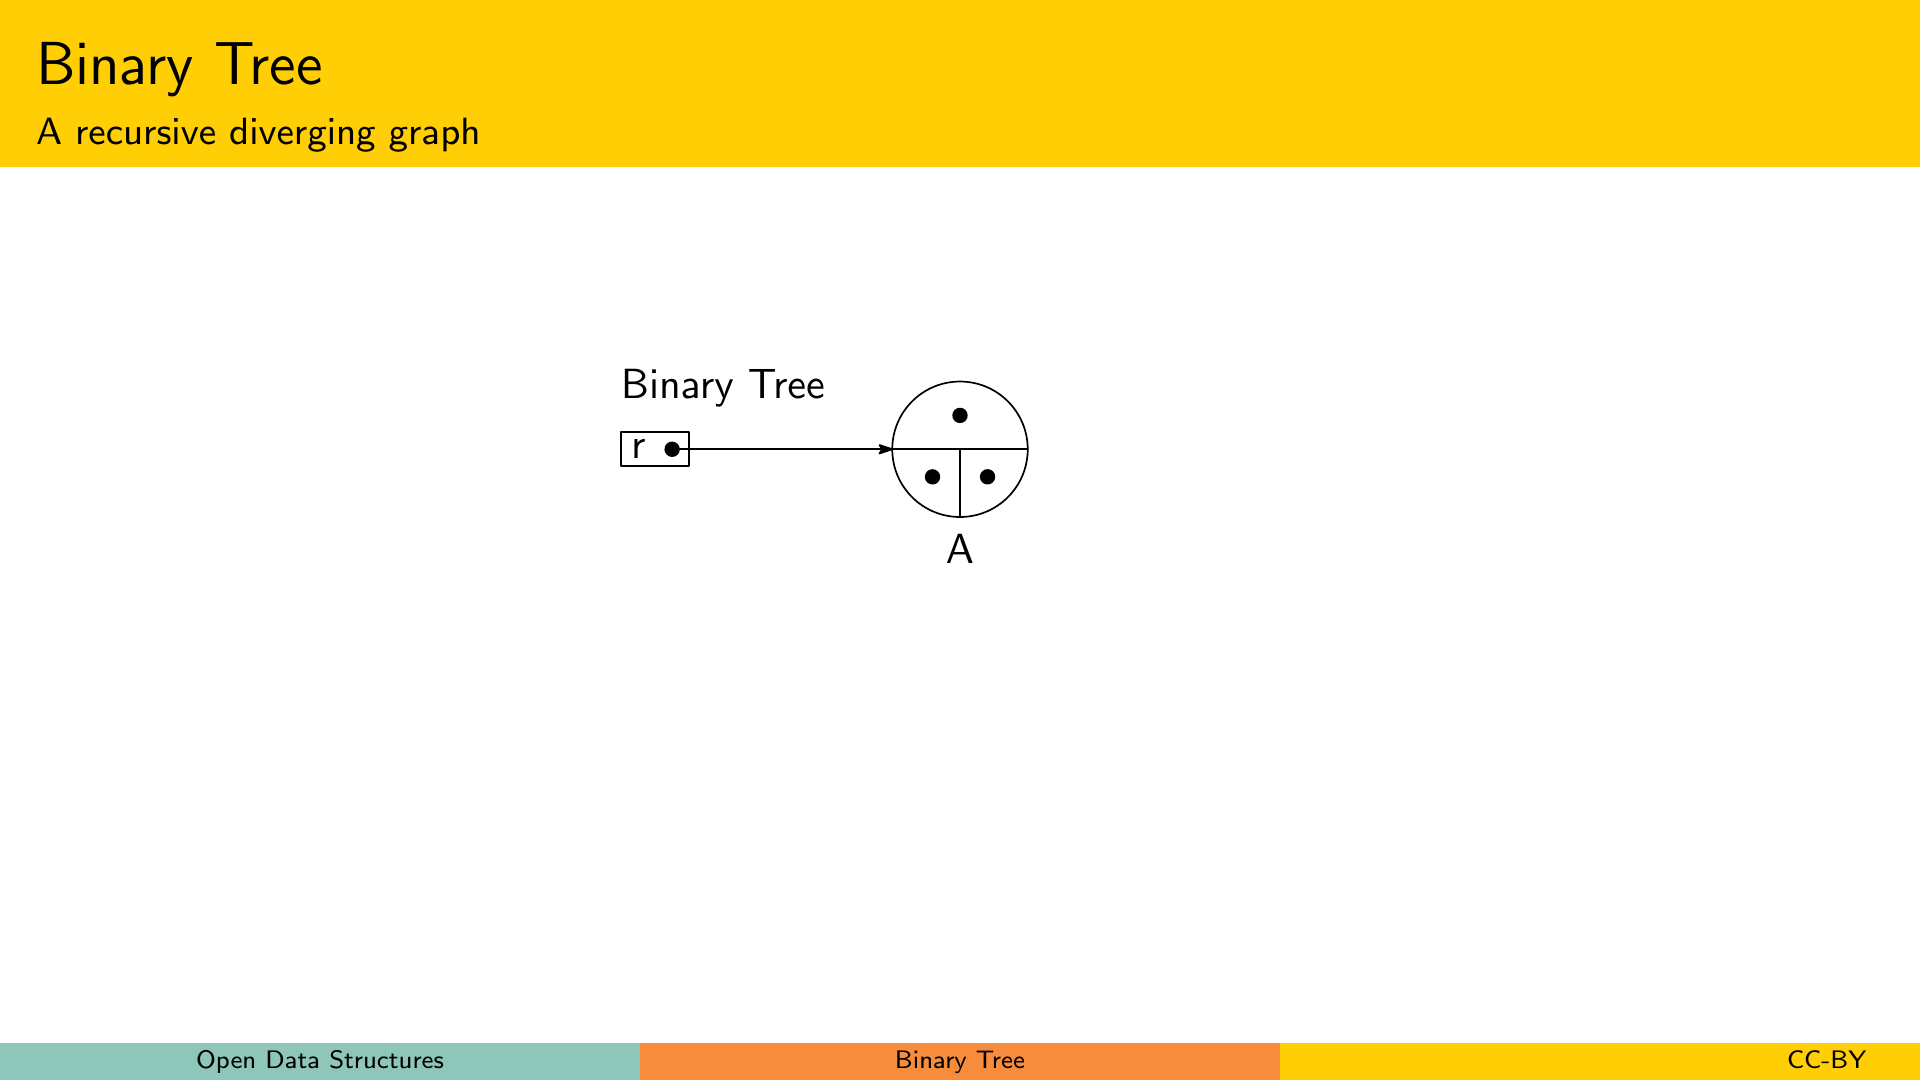 Binary Tree
A recursive diverging graph
Binary Tree
r
A
Open Data Structures
Binary Tree
CC-BY